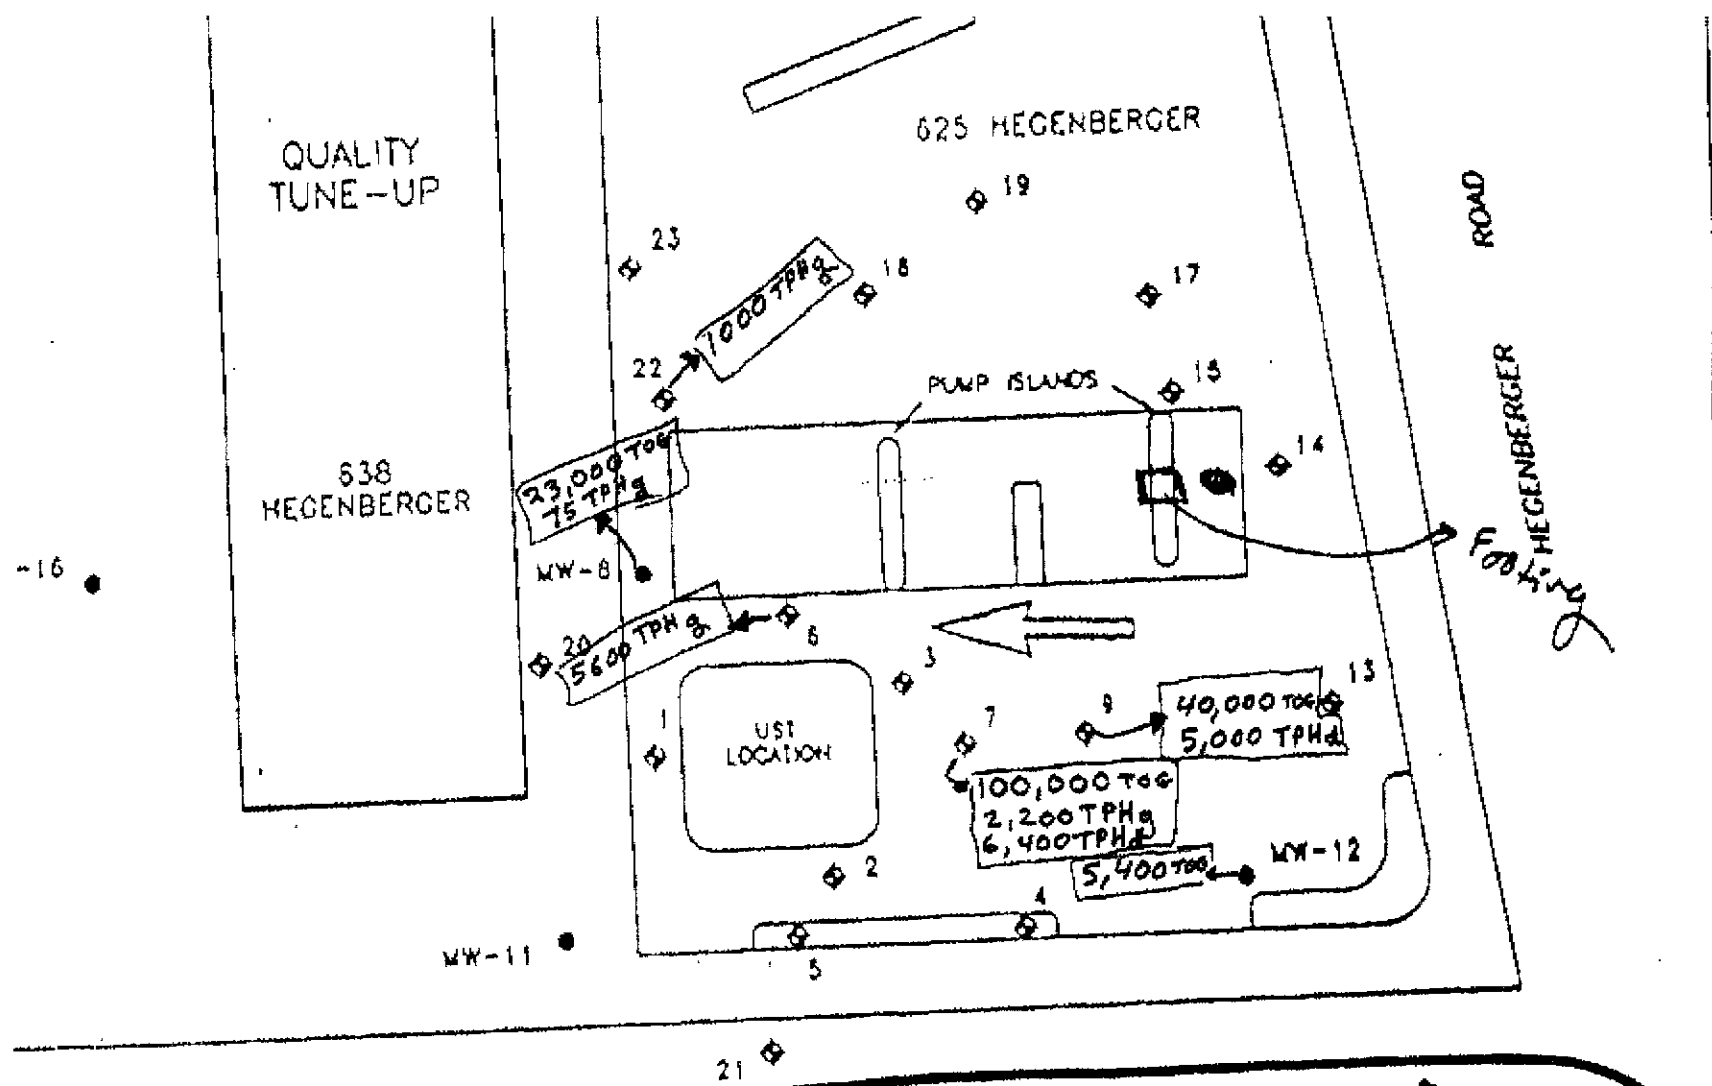 625 HEGENBERGER
QUALITY
TUNE-UP
19
ROAD
23
18
17
1000 TPHg
22
PUMP ISLANDS
15
HEGENBERGER
14
23,000 TOG
75 TPHg
638
HEGENBERGER
Footing
-16
MW-8
20
5600 TPHg
6
3
13
40,000 TOG
5,000 TPHd
1
UST
LOCATION
7
9
100,000 TOG
2,200 TPHg
6,400 TPHd
MW-12
5,400 TOG
2
4
MW-11
5
21